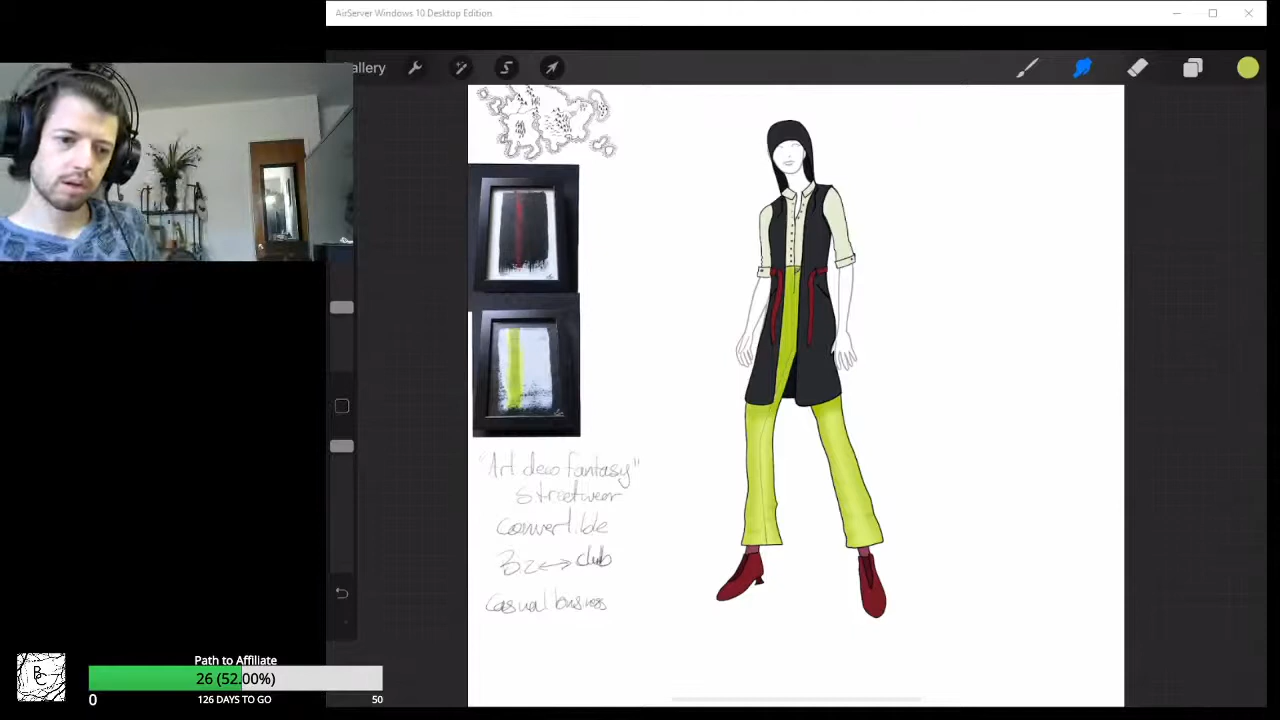 AirServer Windows 10 Desktop Edition
allery
"Art deco fantasy"
streetwear
convertible
club
Casual business
Path to Affiliate
26 (52.00%)
0 126 DAYS TO GO 50